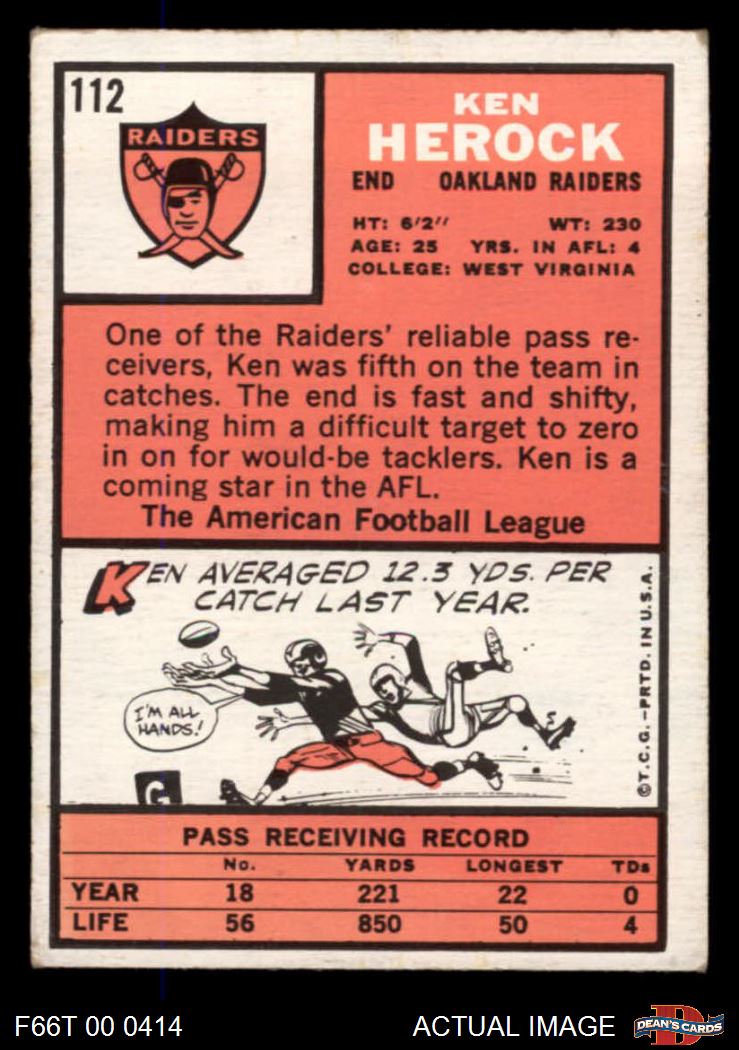 112
RAIDERS
KEN
HEROCK
END OAKLAND RAIDERS
HT: 6'2" WT: 230
AGE: 25 YRS. IN AFL: 4
COLLEGE: WEST VIRGINIA
One of the Raiders' reliable pass re-
ceivers, Ken was fifth on the team in
catches. The end is fast and shifty,
making him a difficult target to zero
in on for would-be tacklers. Ken is a
coming star in the AFL.
The American Football League
KEN AVERAGED 12.3 YDS. PER
CATCH LAST YEAR.
I'M ALL
HANDS!
G
©T.C.G.—PRTD. IN U.S.A.
PASS RECEIVING RECORD
No. YARDS LONGEST TDs
YEAR 18 221 22 0
LIFE 56 850 50 4
F66T 00 0414 ACTUAL IMAGE
D
DEAN'S CARDS